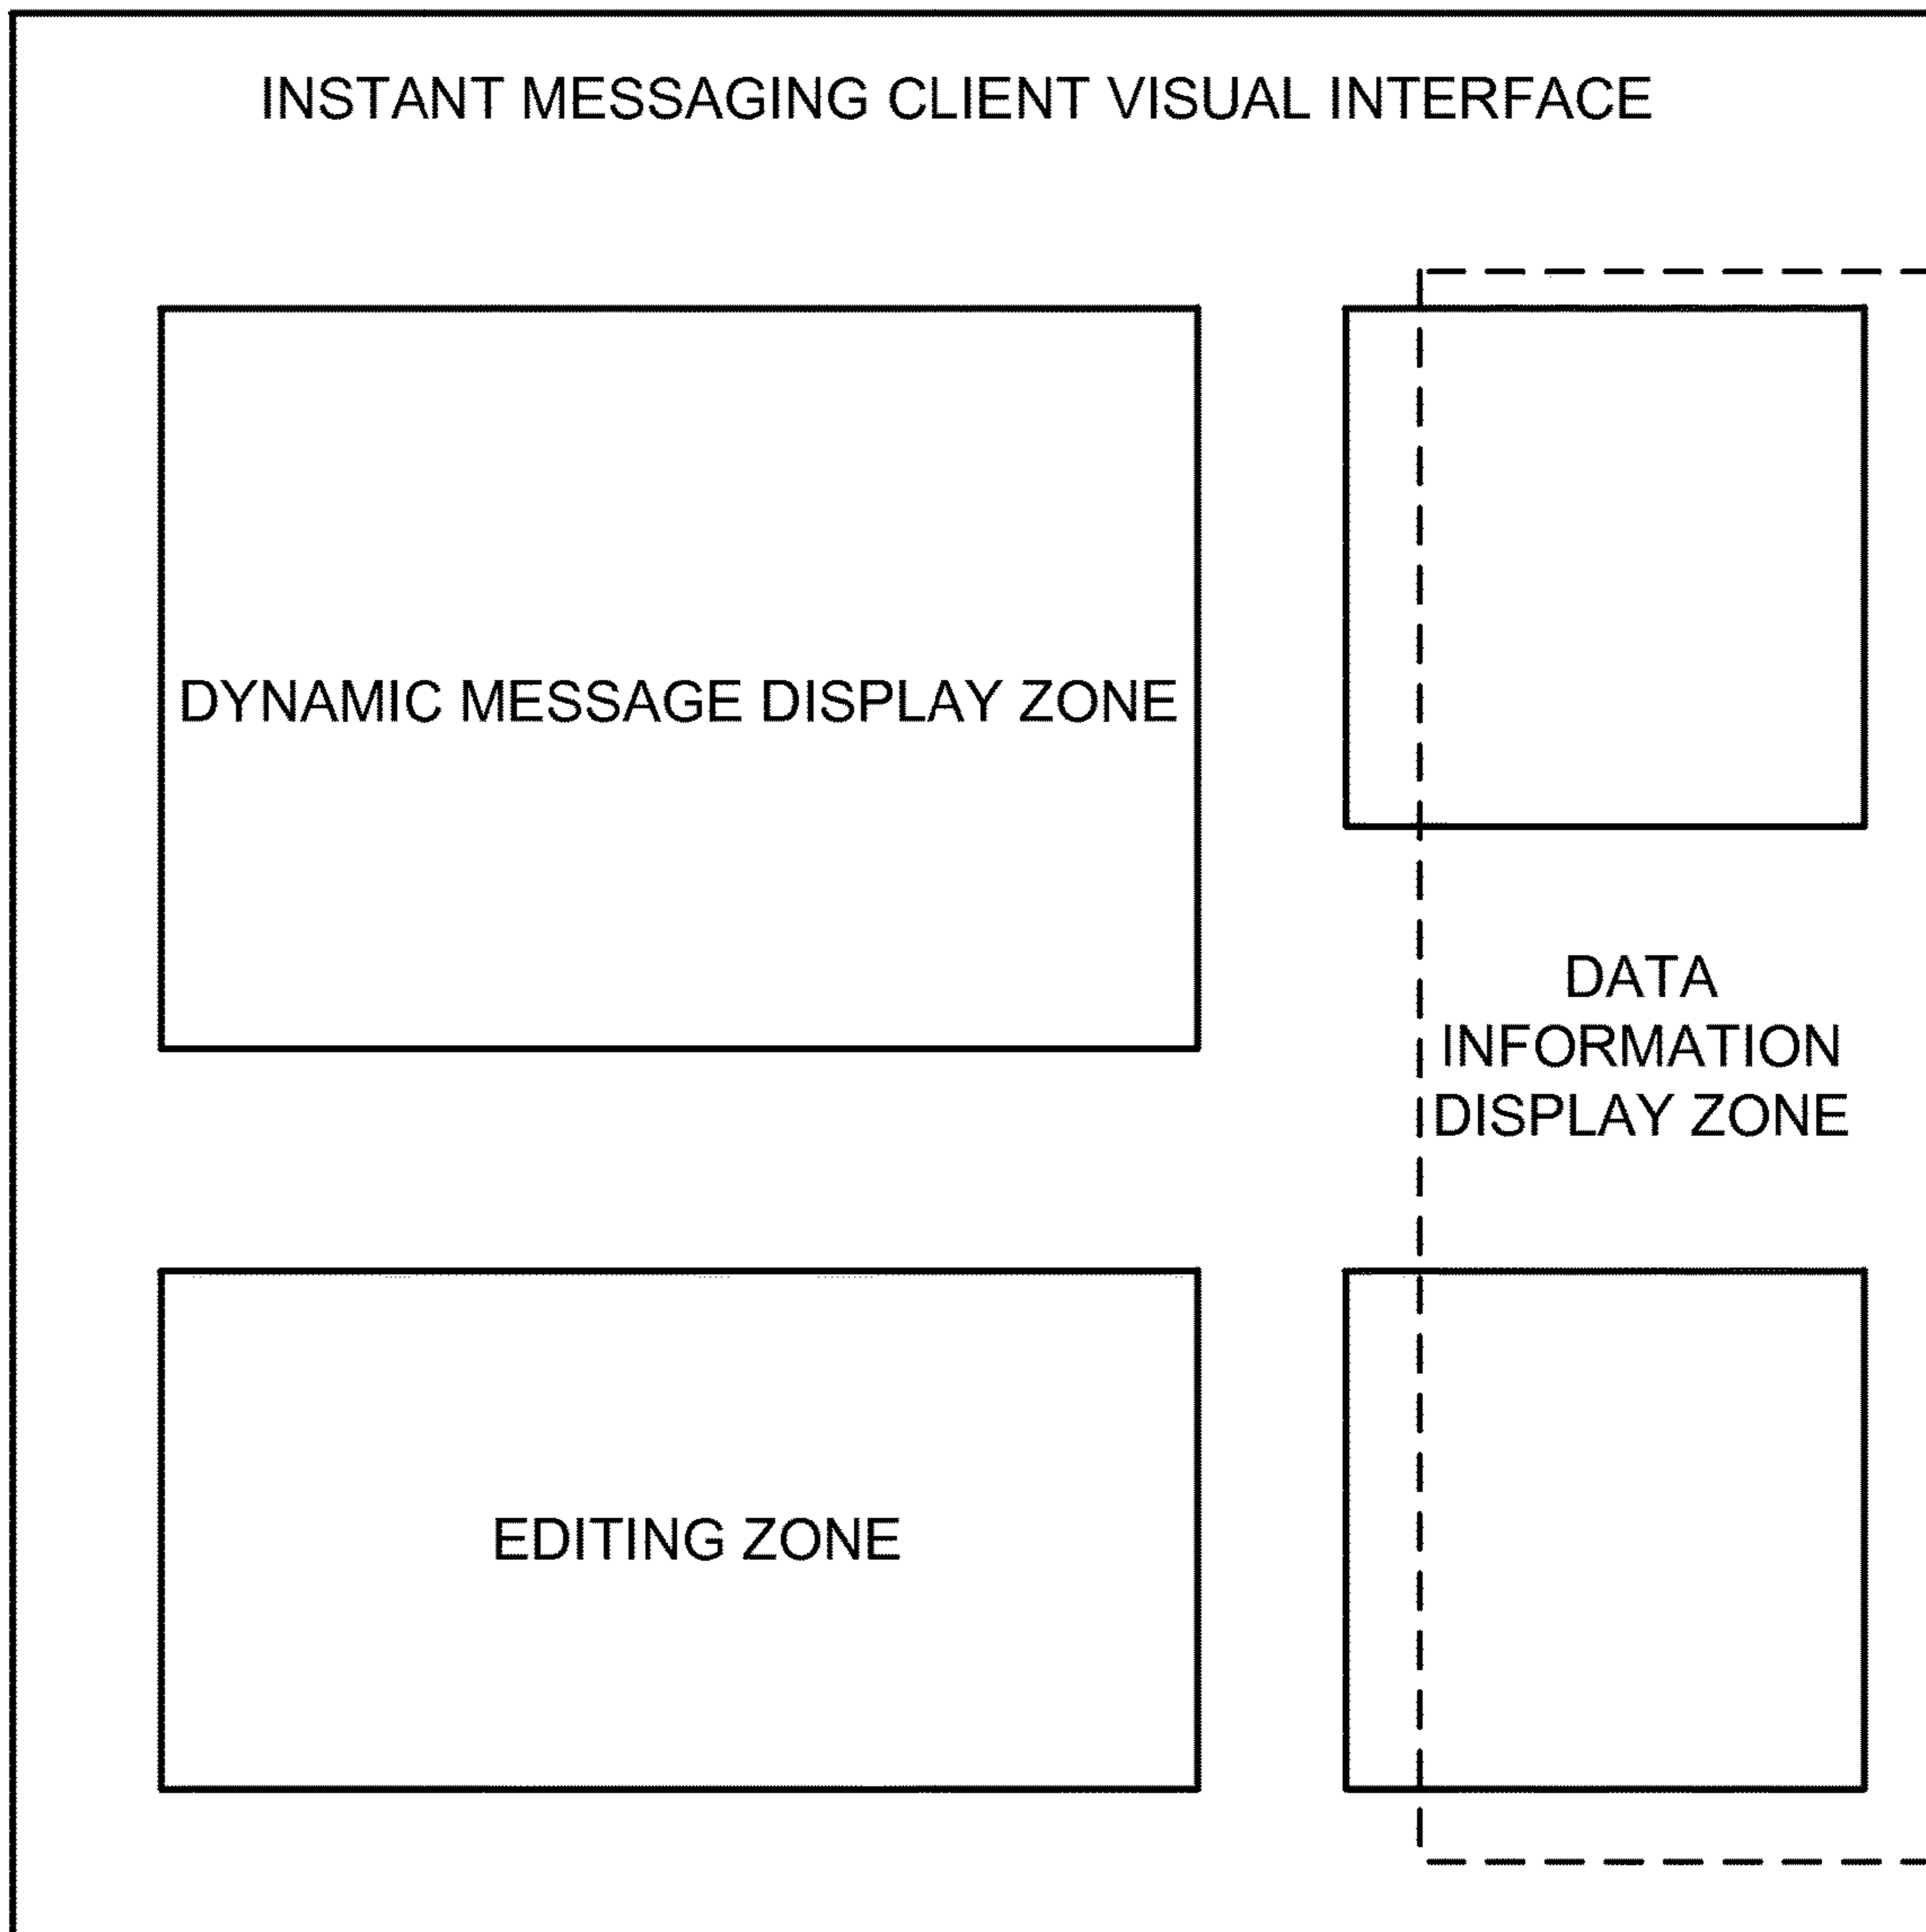 INSTANT MESSAGING CLIENT VISUAL INTERFACE
DYNAMIC MESSAGE DISPLAY ZONE
DATA
INFORMATION
DISPLAY ZONE
EDITING ZONE